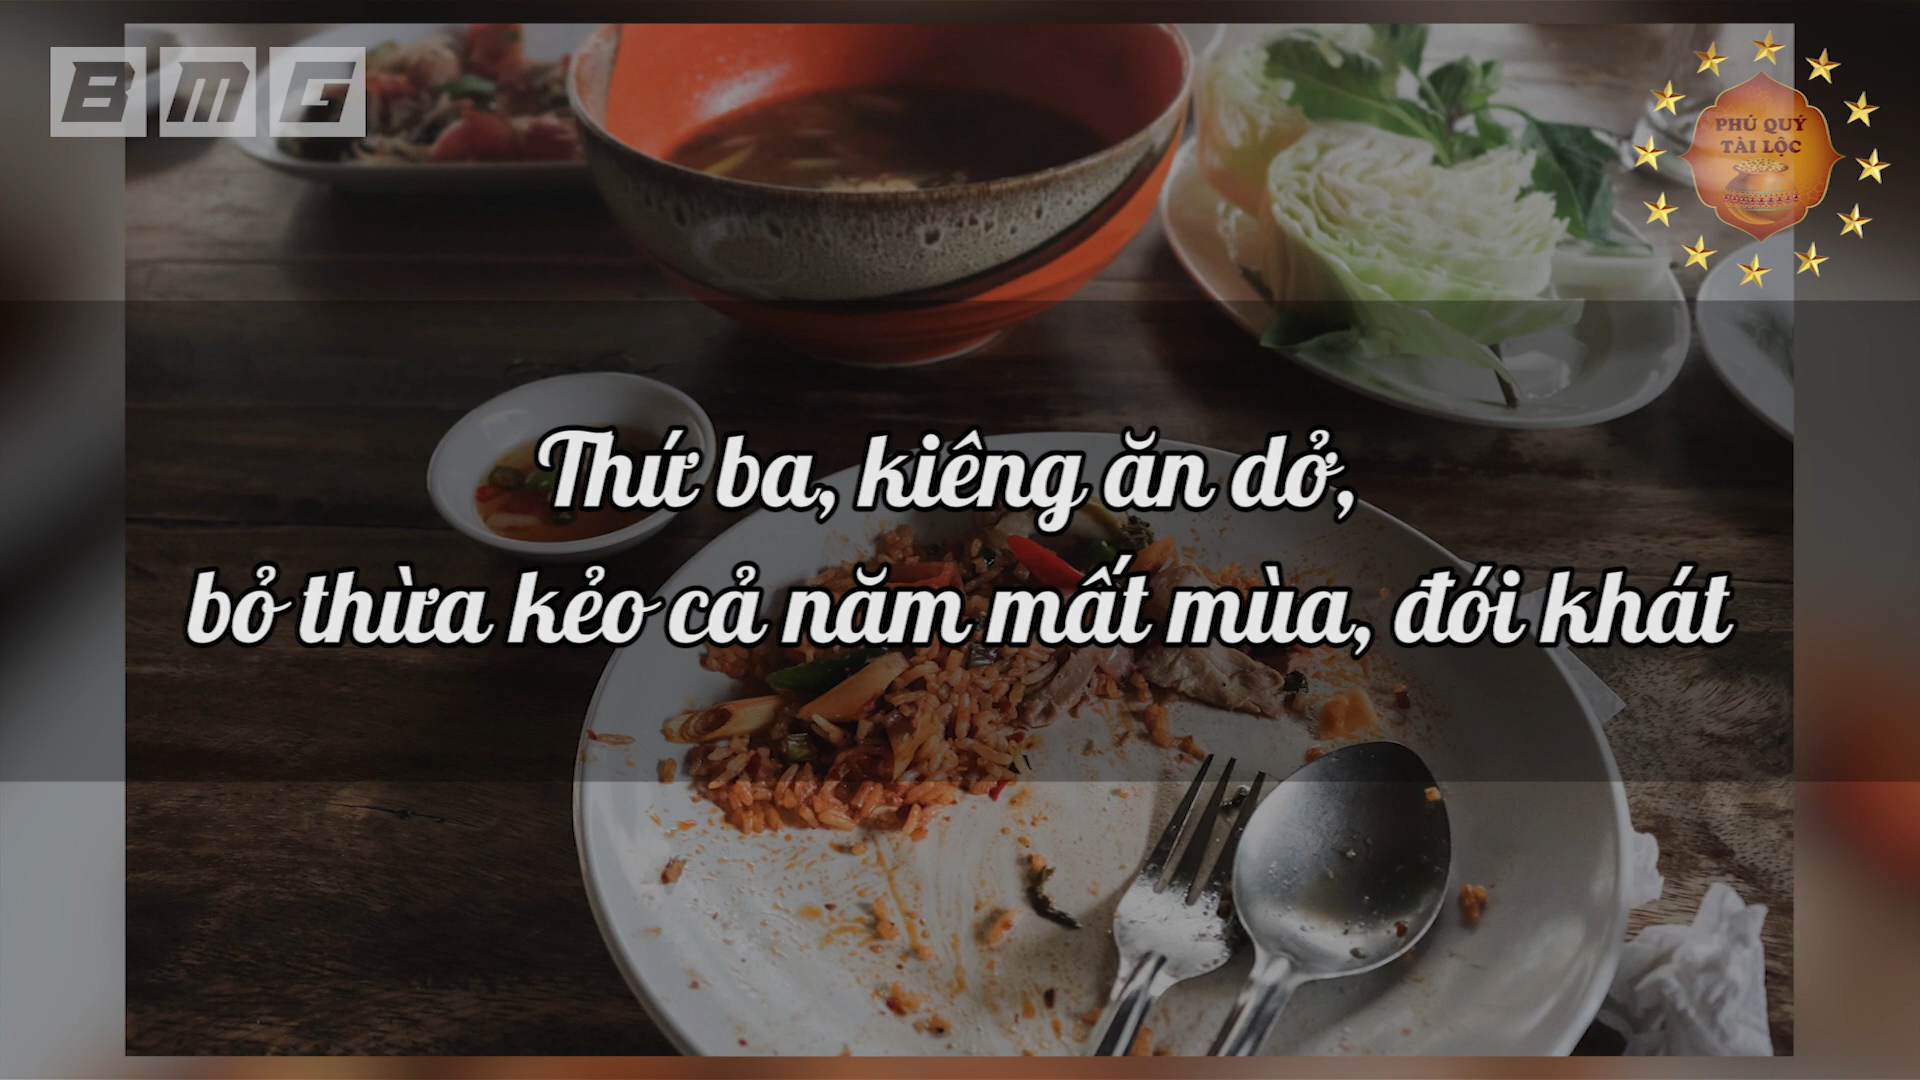 BMG
PHÚ QUÝ
TÀI LỘC
Thứ ba, kiêng ăn dở,
bỏ thừa kẻo cả năm mất mùa, đói khát